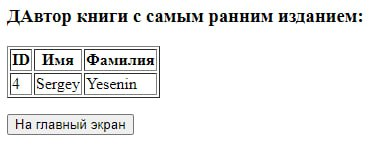 ДАвтор книги с самым ранним изданием:
ID Имя Фамилия
4 Sergey Yesenin
На главный экран